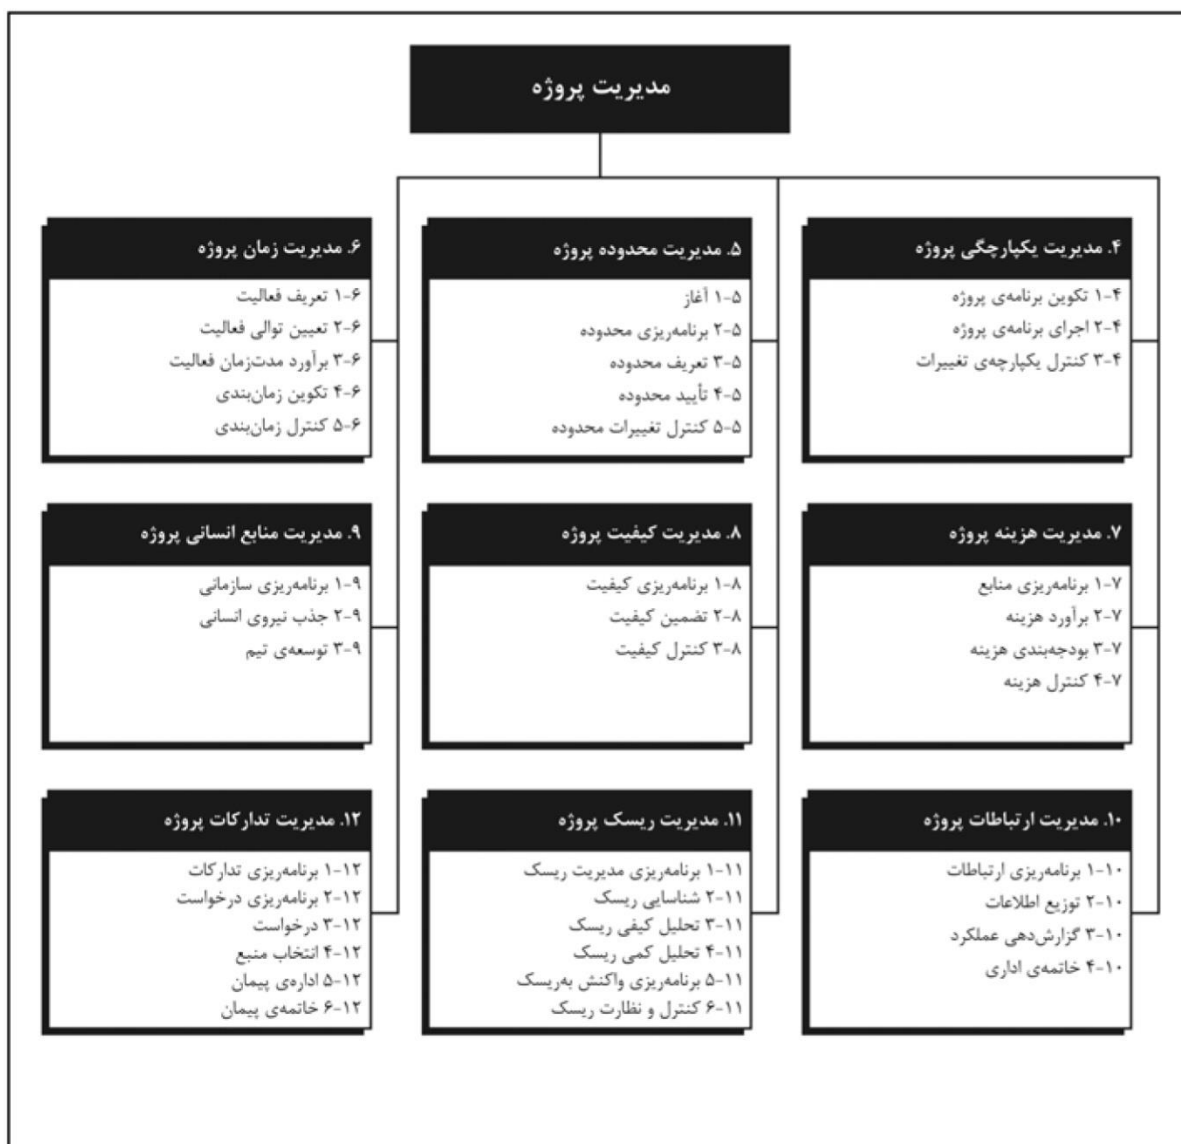 مدیریت پروژه
۴. مدیریت یکپارچگی پروژه
۴-۱ تکوین برنامه‌ی پروژه
۴-۲ اجرای برنامه‌ی پروژه
۴-۳ کنترل یکپارچه‌ی تغییرات
۵. مدیریت محدوده پروژه
۵-۱ آغاز
۵-۲ برنامه‌ریزی محدوده
۵-۳ تعریف محدوده
۵-۴ تأیید محدوده
۵-۵ کنترل تغییرات محدوده
۶. مدیریت زمان پروژه
۶-۱ تعریف فعالیت
۶-۲ تعیین توالی فعالیت
۶-۳ برآورد مدت‌زمان فعالیت
۶-۴ تکوین زمان‌بندی
۶-۵ کنترل زمان‌بندی
۷. مدیریت هزینه پروژه
۷-۱ برنامه‌ریزی منابع
۷-۲ برآورد هزینه
۷-۳ بودجه‌بندی هزینه
۷-۴ کنترل هزینه
۸. مدیریت کیفیت پروژه
۸-۱ برنامه‌ریزی کیفیت
۸-۲ تضمین کیفیت
۸-۳ کنترل کیفیت
۹. مدیریت منابع انسانی پروژه
۹-۱ برنامه‌ریزی سازمانی
۹-۲ جذب نیروی انسانی
۹-۳ توسعه‌ی تیم
۱۰. مدیریت ارتباطات پروژه
۱۰-۱ برنامه‌ریزی ارتباطات
۱۰-۲ توزیع اطلاعات
۱۰-۳ گزارش‌دهی عملکرد
۱۰-۴ خاتمه‌ی اداری
۱۱. مدیریت ریسک پروژه
۱۱-۱ برنامه‌ریزی مدیریت ریسک
۱۱-۲ شناسایی ریسک
۱۱-۳ تحلیل کیفی ریسک
۱۱-۴ تحلیل کمی ریسک
۱۱-۵ برنامه‌ریزی واکنش به‌ریسک
۱۱-۶ کنترل و نظارت ریسک
۱۲. مدیریت تدارکات پروژه
۱۲-۱ برنامه‌ریزی تدارکات
۱۲-۲ برنامه‌ریزی درخواست
۱۲-۳ درخواست
۱۲-۴ انتخاب منبع
۱۲-۵ اداره‌ی پیمان
۱۲-۶ خاتمه‌ی پیمان